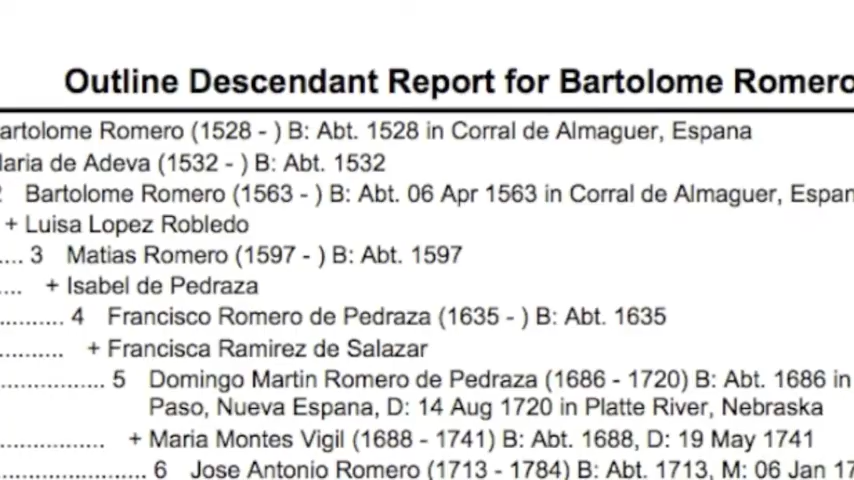 Outline Descendant Report for Bartolome Romero
artolome Romero (1528 - ) B: Abt. 1528 in Corral de Almaguer, Espana
aria de Adeva (1532 - ) B: Abt. 1532
2 Bartolome Romero (1563 - ) B: Abt. 06 Apr 1563 in Corral de Almaguer, Espan
+ Luisa Lopez Robledo
.... 3 Matias Romero (1597 - ) B: Abt. 1597
.... + Isabel de Pedraza
........... 4 Francisco Romero de Pedraza (1635 - ) B: Abt. 1635
........... + Francisca Ramirez de Salazar
.................. 5 Domingo Martin Romero de Pedraza (1686 - 1720) B: Abt. 1686 in
Paso, Nueva Espana, D: 14 Aug 1720 in Platte River, Nebraska
.................. + Maria Montes Vigil (1688 - 1741) B: Abt. 1688, D: 19 May 1741
......................... 6 Jose Antonio Romero (1713 - 1784) B: Abt. 1713, M: 06 Jan 17